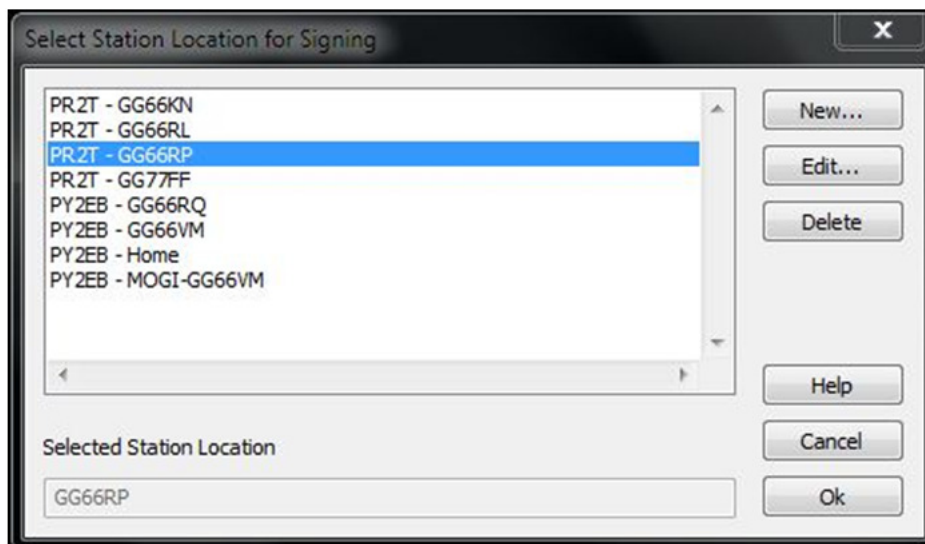 Select Station Location for Signing
X
PR2T - GG66KN
PR2T - GG66RL
PR2T - GG66RP
PR2T - GG77FF
PY2EB - GG66RQ
PY2EB - GG66VM
PY2EB - Home
PY2EB - MOGI-GG66VM
New...
Edit...
Delete
Help
Cancel
Selected Station Location
GG66RP
Ok